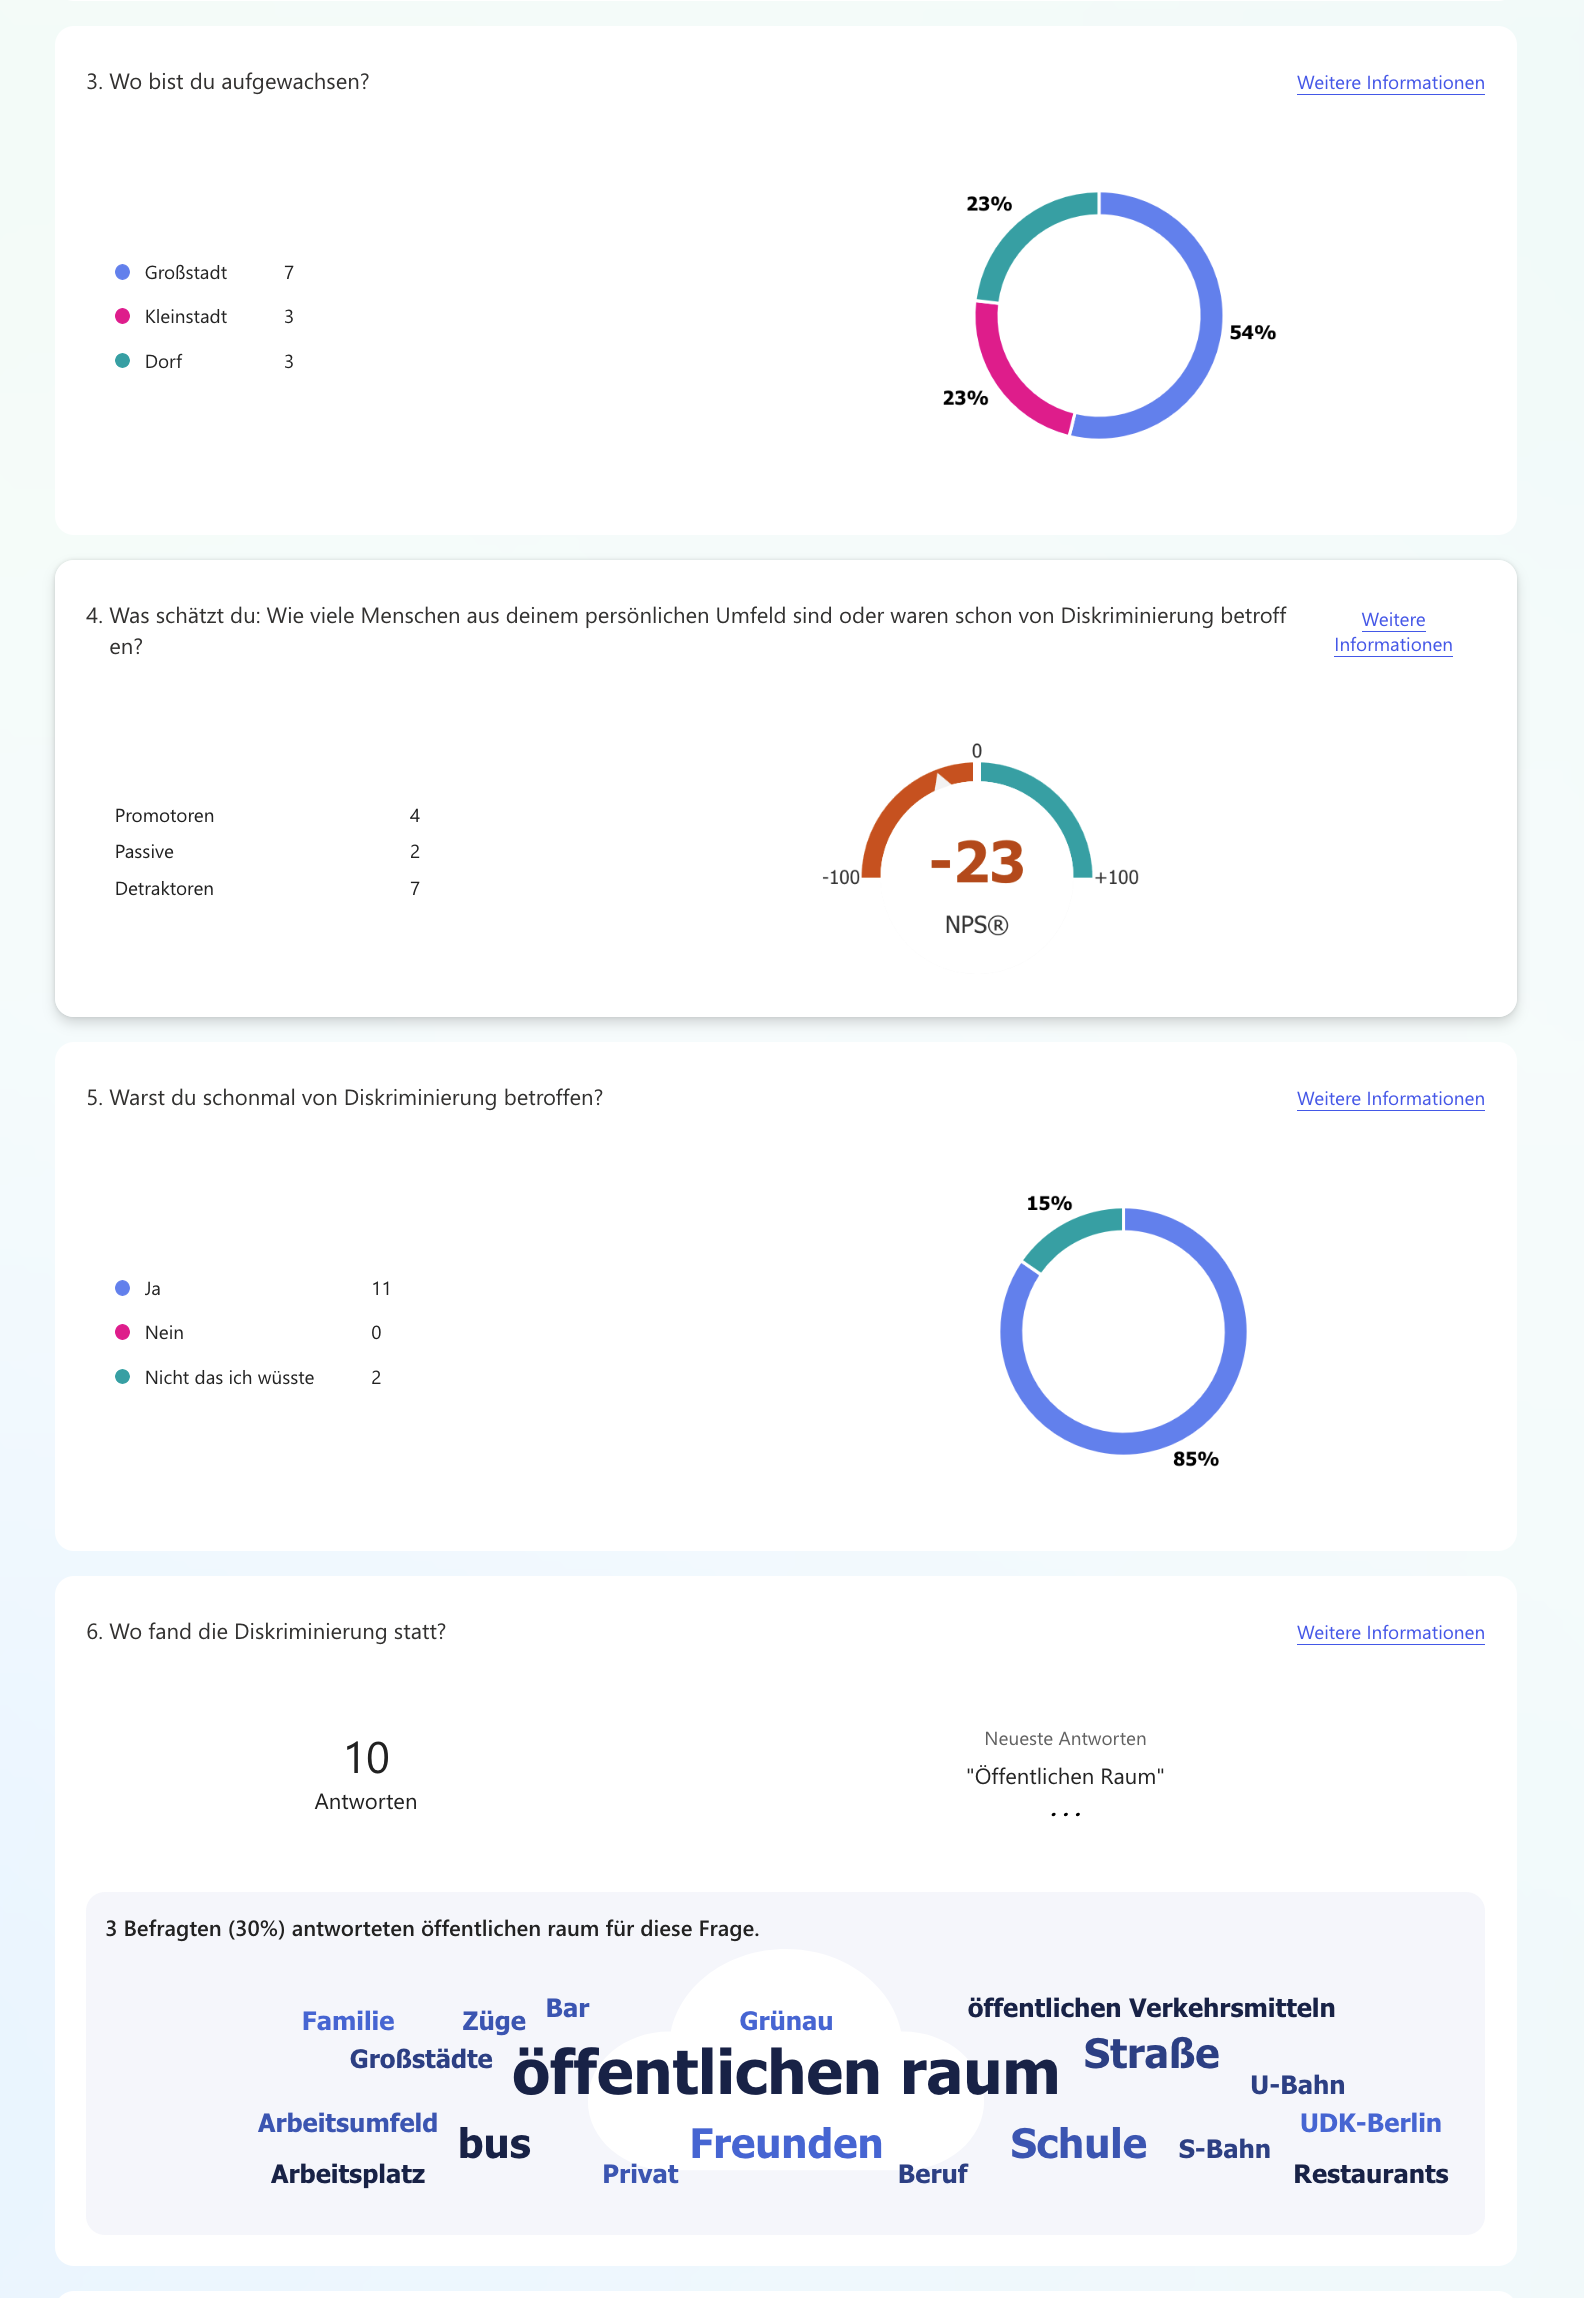 3. Wo bist du aufgewachsen?
Weitere Informationen
Großstadt 7
Kleinstadt 3
Dorf 3
23%
54%
23%
4. Was schätzt du: Wie viele Menschen aus deinem persönlichen Umfeld sind oder waren schon von Diskriminierung betroff
en?
Weitere
Informationen
Promotoren 4
Passive 2
Detraktoren 7
0
-100
-23
+100
NPS®
5. Warst du schonmal von Diskriminierung betroffen?
Weitere Informationen
Ja 11
Nein 0
Nicht das ich wüsste 2
15%
85%
6. Wo fand die Diskriminierung statt?
Weitere Informationen
10
Antworten
Neueste Antworten
"Öffentlichen Raum"
...
3 Befragten (30%) antworteten öffentlichen raum für diese Frage.
Familie
Züge
Bar
Grünau
öffentlichen Verkehrsmitteln
Großstädte
öffentlichen raum
Straße
U-Bahn
Arbeitsumfeld
bus
Freunden
Schule
S-Bahn
UDK-Berlin
Arbeitsplatz
Privat
Beruf
Restaurants